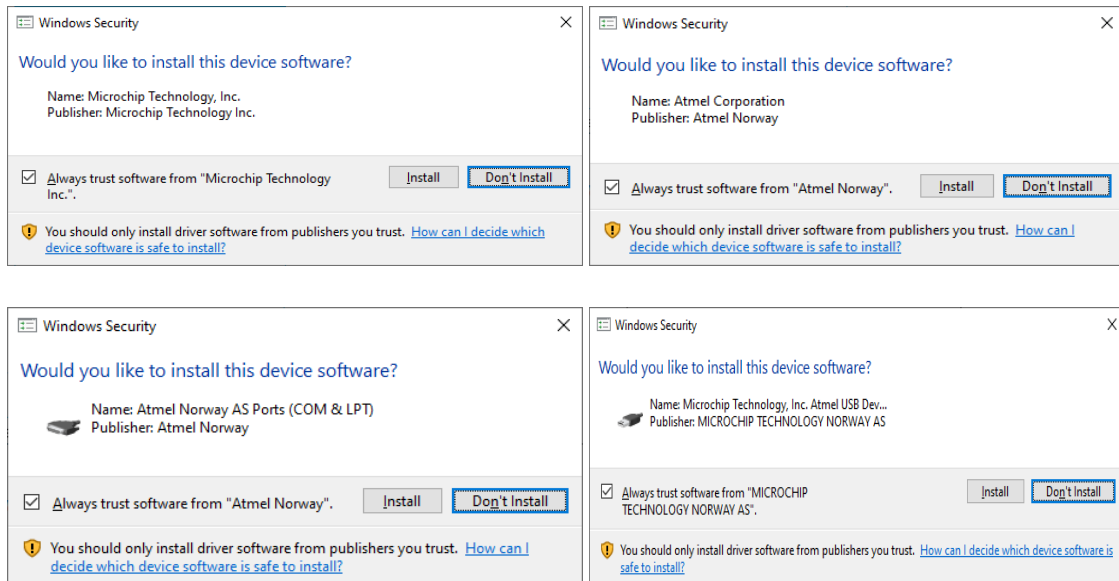 Windows Security
Would you like to install this device software?
Name: Microchip Technology, Inc.
Publisher: Microchip Technology Inc.
Always trust software from "Microchip Technology
Inc.".
Install
Don't Install
You should only install driver software from publishers you trust. How can I decide which
device software is safe to install?
Windows Security
Would you like to install this device software?
Name: Atmel Corporation
Publisher: Atmel Norway
Always trust software from "Atmel Norway".
Install
Don't Install
You should only install driver software from publishers you trust. How can I
decide which device software is safe to install?
Windows Security
Would you like to install this device software?
Name: Atmel Norway AS Ports (COM & LPT)
Publisher: Atmel Norway
Always trust software from "Atmel Norway".
Install
Don't Install
You should only install driver software from publishers you trust. How can I
decide which device software is safe to install?
Windows Security
Would you like to install this device software?
Name: Microchip Technology, Inc. Atmel USB Dev...
Publisher: MICROCHIP TECHNOLOGY NORWAY AS
Always trust software from "MICROCHIP
TECHNOLOGY NORWAY AS".
Install
Don't Install
You should only install driver software from publishers you trust. How can I decide which device software is
safe to install?